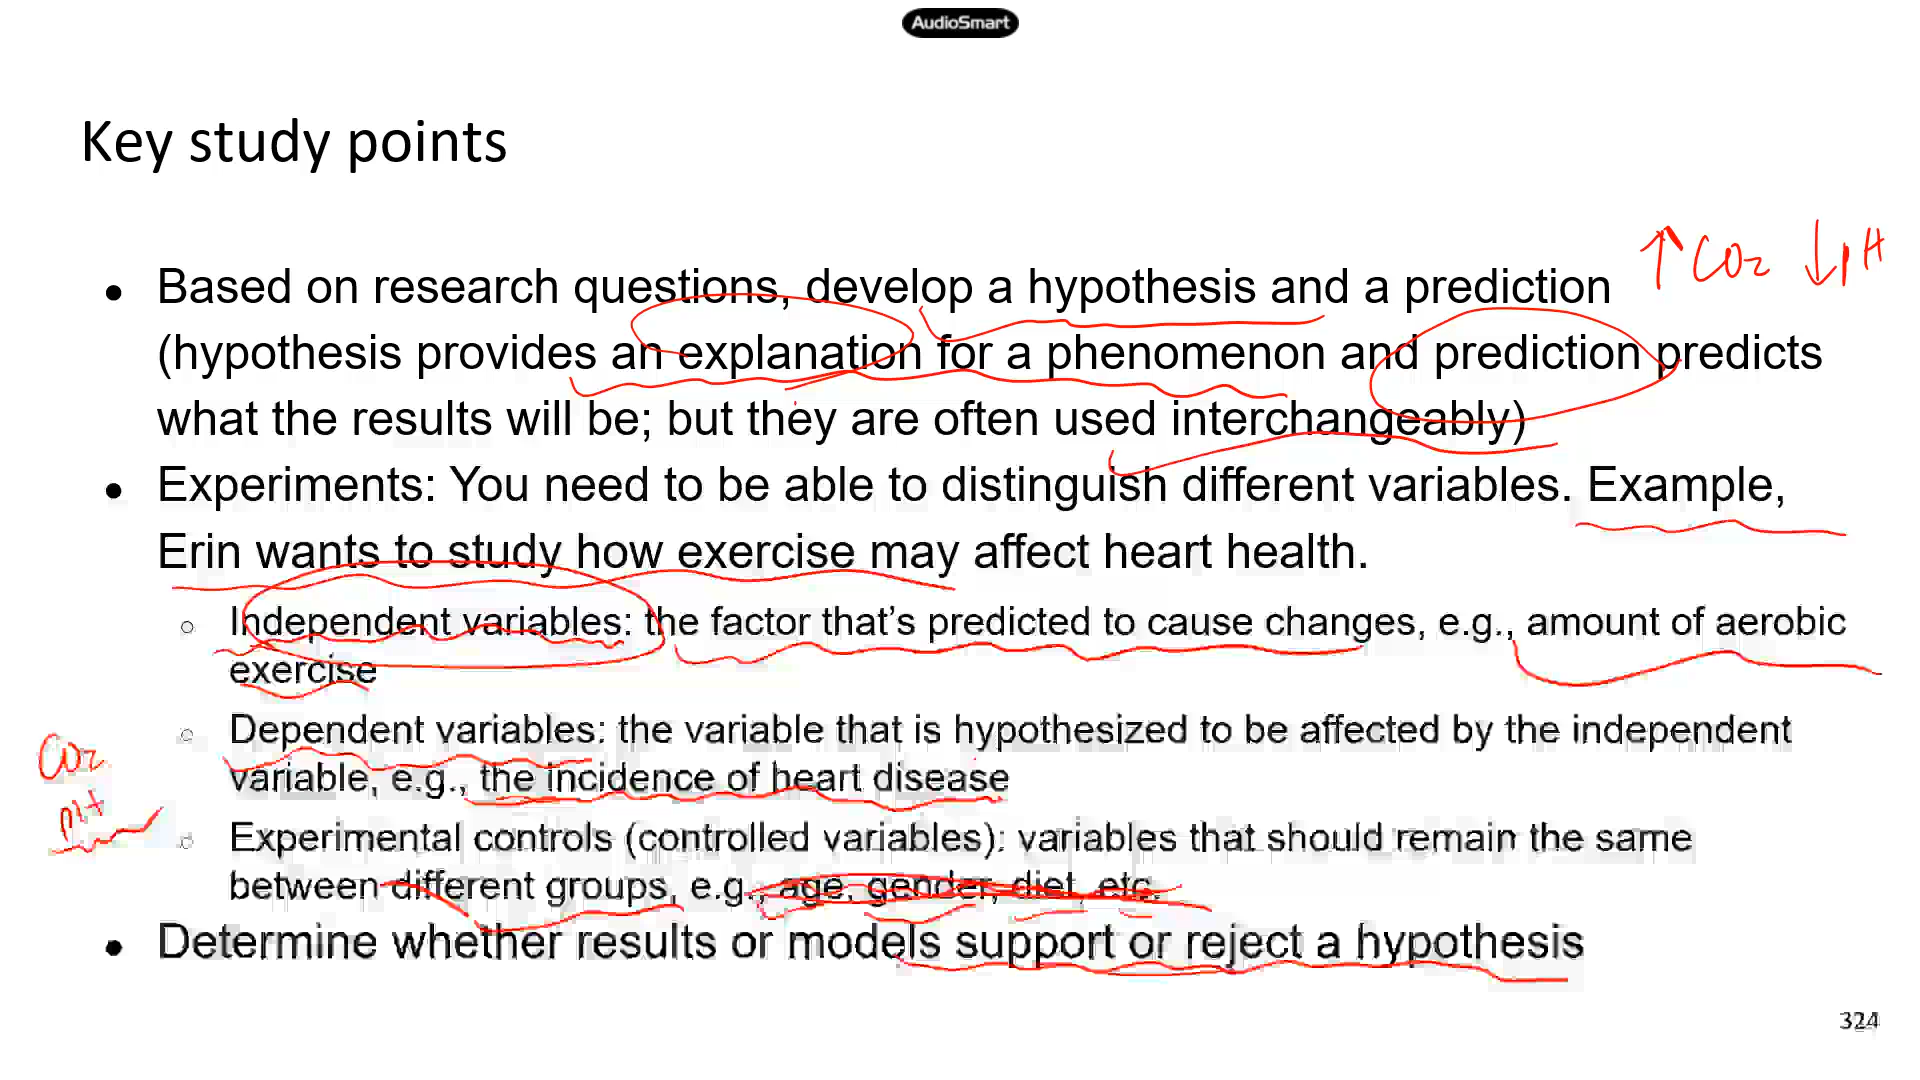 AudioSmart
Key study points
↑ CO2 ↓ pH
• Based on research questions, develop a hypothesis and a prediction
(hypothesis provides an explanation for a phenomenon and prediction predicts
what the results will be; but they are often used interchangeably)
• Experiments: You need to be able to distinguish different variables. Example,
Erin wants to study how exercise may affect heart health.
○ Independent variables: the factor that’s predicted to cause changes, e.g., amount of aerobic
exercise
○ Dependent variables: the variable that is hypothesized to be affected by the independent
variable, e.g., the incidence of heart disease
CO2
pH
○ Experimental controls (controlled variables): variables that should remain the same
between different groups, e.g., age, gender, diet, etc.
• Determine whether results or models support or reject a hypothesis